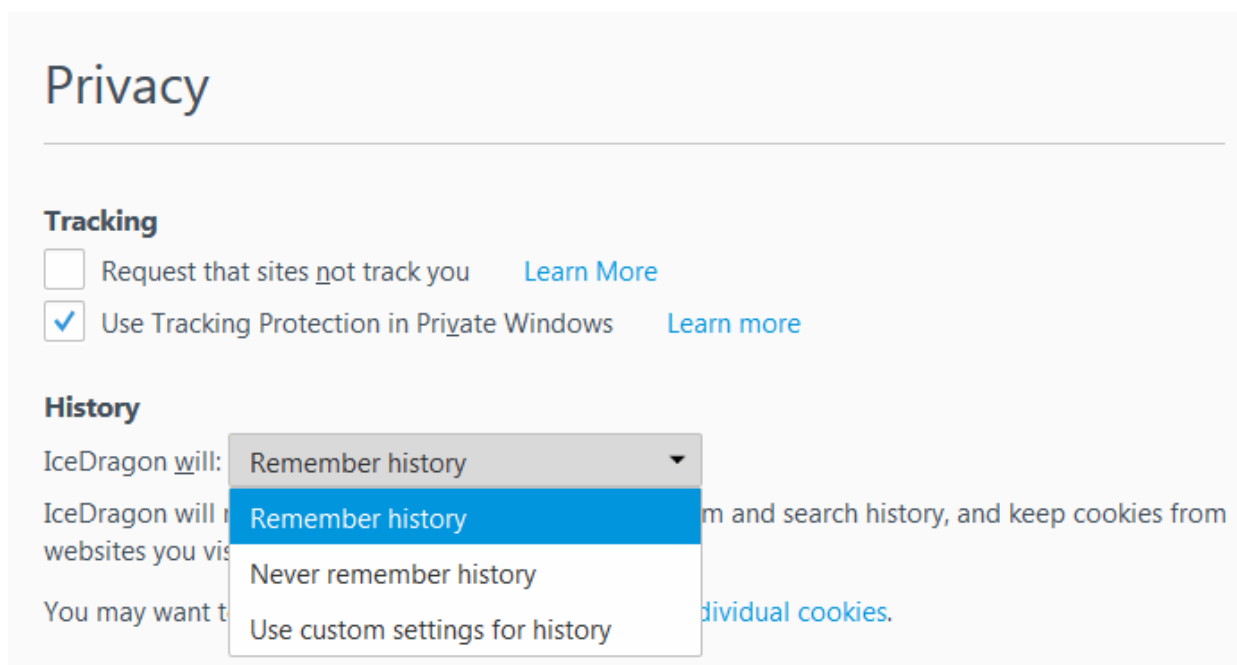 Privacy
Tracking
Request that sites not track you Learn More
Use Tracking Protection in Private Windows Learn more
History
IceDragon will: Remember history
IceDragon will Remember history and search history, and keep cookies from
websites you
Never remember history
You may want individual cookies.
Use custom settings for history